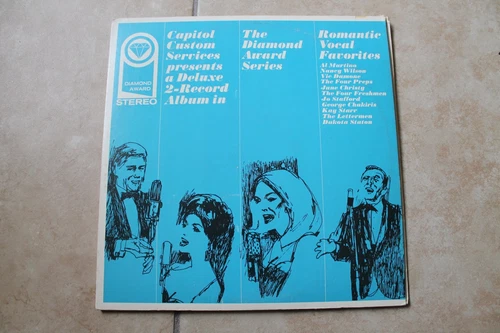 DIAMOND
AWARD
STEREO
Capitol
Custom
Services
presents
a Deluxe
2-Record
Album in
The
Diamond
Award
Series
Romantic
Vocal
Favorites
Al Martino
Nancy Wilson
Vic Damone
The Four Preps
June Christy
The Four Freshmen
Jo Stafford
George Chakiris
Kay Starr
The Lettermen
Dakota Staton